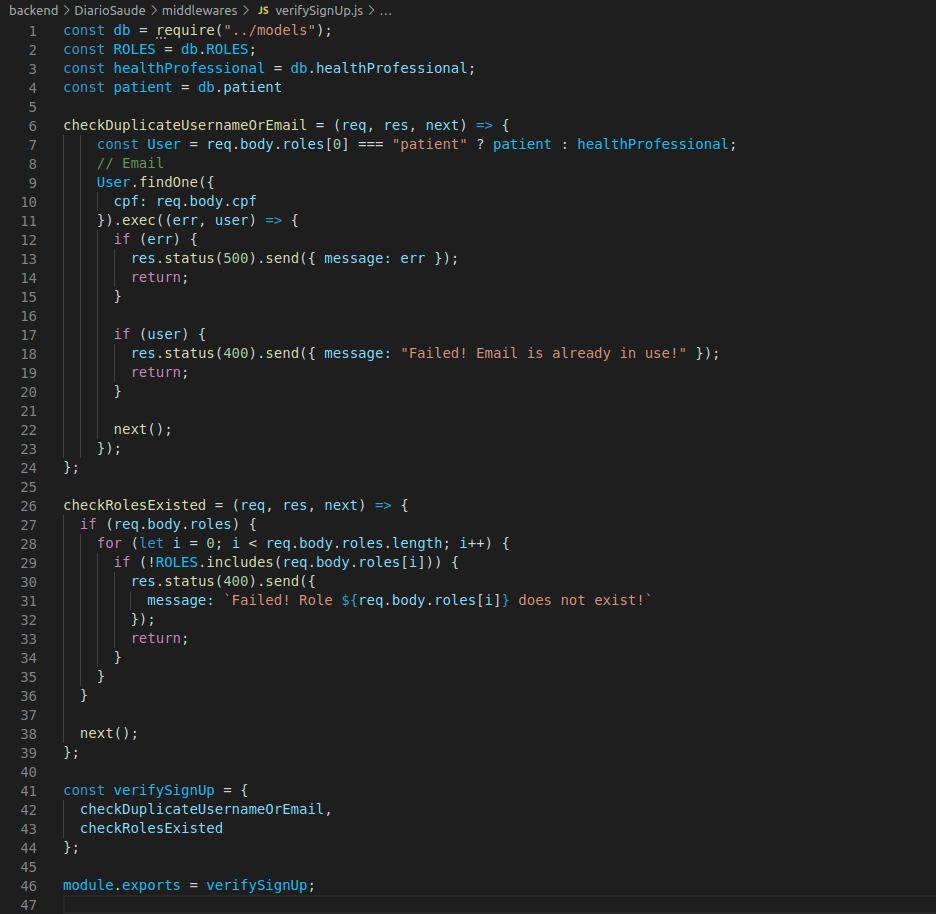 backend > DiarioSaude > middlewares > JS verifySignUp.js > ...
1 const db = require("../models");
2 const ROLES = db.ROLES;
3 const healthProfessional = db.healthProfessional;
4 const patient = db.patient
5
6 checkDuplicateUsernameOrEmail = (req, res, next) => {
7     const User = req.body.roles[0] === "patient" ? patient : healthProfessional;
8     // Email
9     User.findOne({
10       cpf: req.body.cpf
11     }).exec((err, user) => {
12       if (err) {
13         res.status(500).send({ message: err });
14         return;
15       }
16
17       if (user) {
18         res.status(400).send({ message: "Failed! Email is already in use!" });
19         return;
20       }
21
22       next();
23     });
24 };
25
26 checkRolesExisted = (req, res, next) => {
27   if (req.body.roles) {
28     for (let i = 0; i < req.body.roles.length; i++) {
29       if (!ROLES.includes(req.body.roles[i])) {
30         res.status(400).send({
31           message: `Failed! Role ${req.body.roles[i]} does not exist!`
32         });
33         return;
34       }
35     }
36   }
37
38   next();
39 };
40
41 const verifySignUp = {
42   checkDuplicateUsernameOrEmail,
43   checkRolesExisted
44 };
45
46 module.exports = verifySignUp;
47